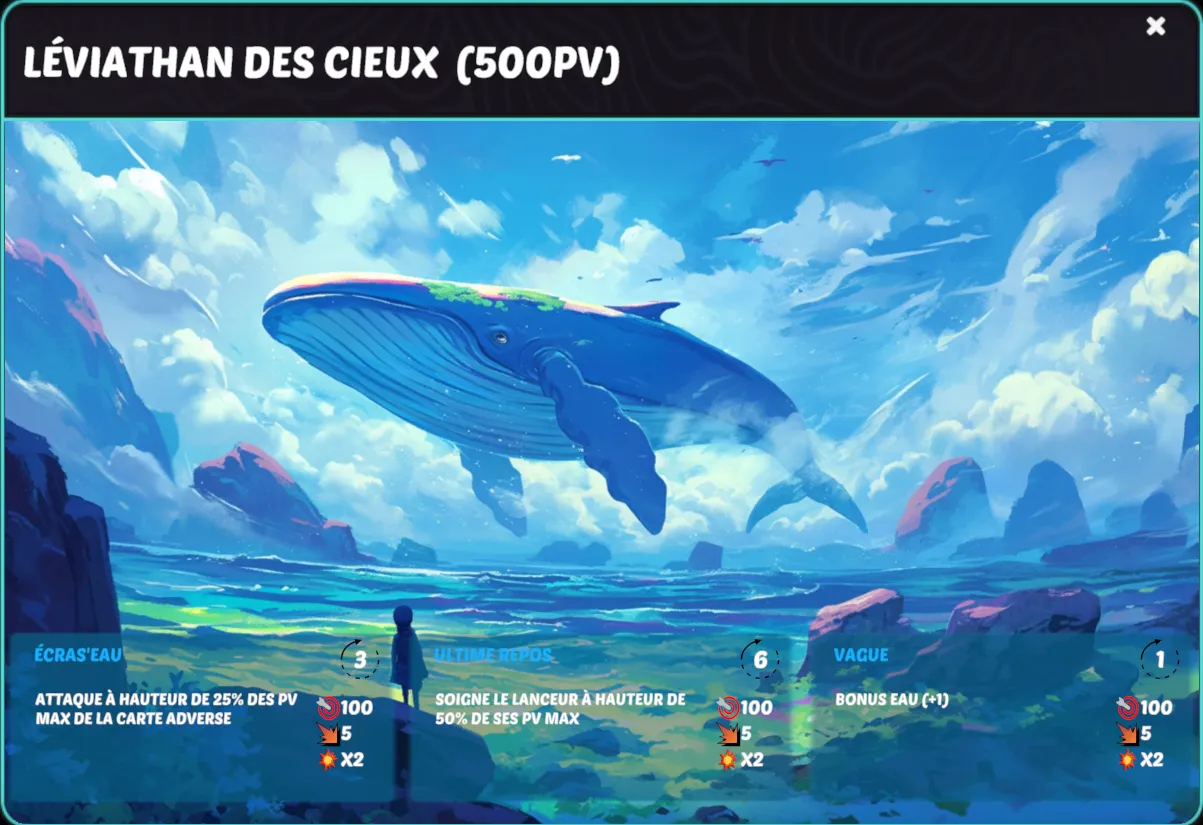 LÉVIATHAN DES CIEUX (500PV)
ÉCRAS'EAU
3
ATTAQUE À HAUTEUR DE 25% DES PV
MAX DE LA CARTE ADVERSE
100
5
X2
ULTIME REPOS
6
SOIGNE LE LANCEUR À HAUTEUR DE
50% DE SES PV MAX
100
5
X2
VAGUE
1
BONUS EAU (+1)
100
5
X2